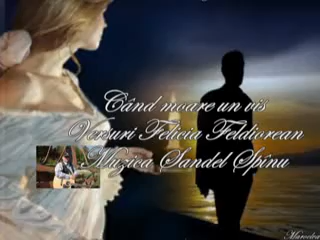 Când moare un vis
Versuri Felicia Feldiorean
Muzica Sandel Spinu